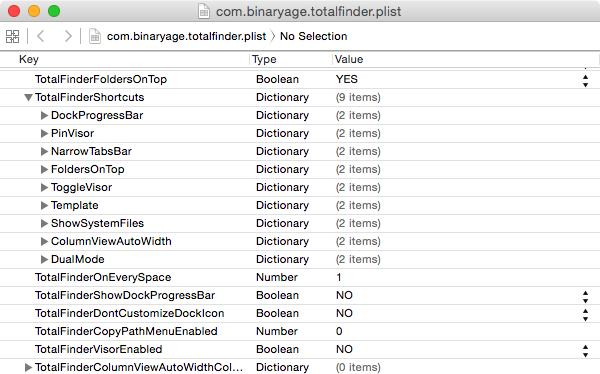 com.binaryage.totalfinder.plist
com.binaryage.totalfinder.plist No Selection
Key Type Value
TotalFinderFoldersOnTop Boolean YES
TotalFinderShortcuts Dictionary (9 items)
DockProgressBar Dictionary (2 items)
PinVisor Dictionary (2 items)
NarrowTabsBar Dictionary (2 items)
FoldersOnTop Dictionary (2 items)
ToggleVisor Dictionary (2 items)
Template Dictionary (2 items)
ShowSystemFiles Dictionary (2 items)
ColumnViewAutoWidth Dictionary (2 items)
DualMode Dictionary (2 items)
TotalFinderOnEverySpace Number 1
TotalFinderShowDockProgressBar Boolean NO
TotalFinderDontCustomizeDockIcon Boolean NO
TotalFinderCopyPathMenuEnabled Number 0
TotalFinderVisorEnabled Boolean NO
TotalFinderColumnViewAutoWidthCol... Dictionary (0 items)